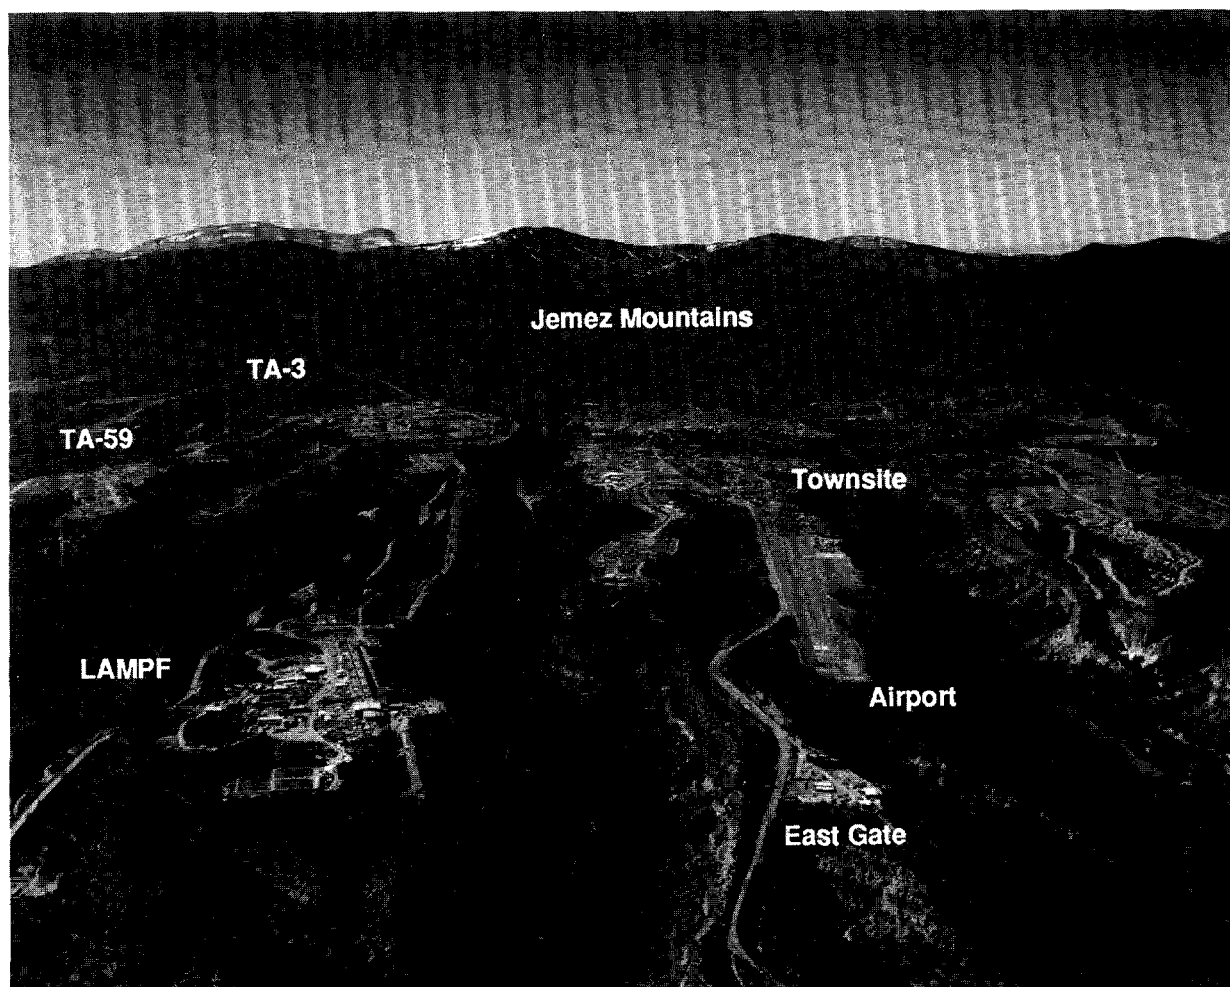 Jemez Mountains
TA-3
TA-59
Townsite
LAMPF
Airport
East Gate